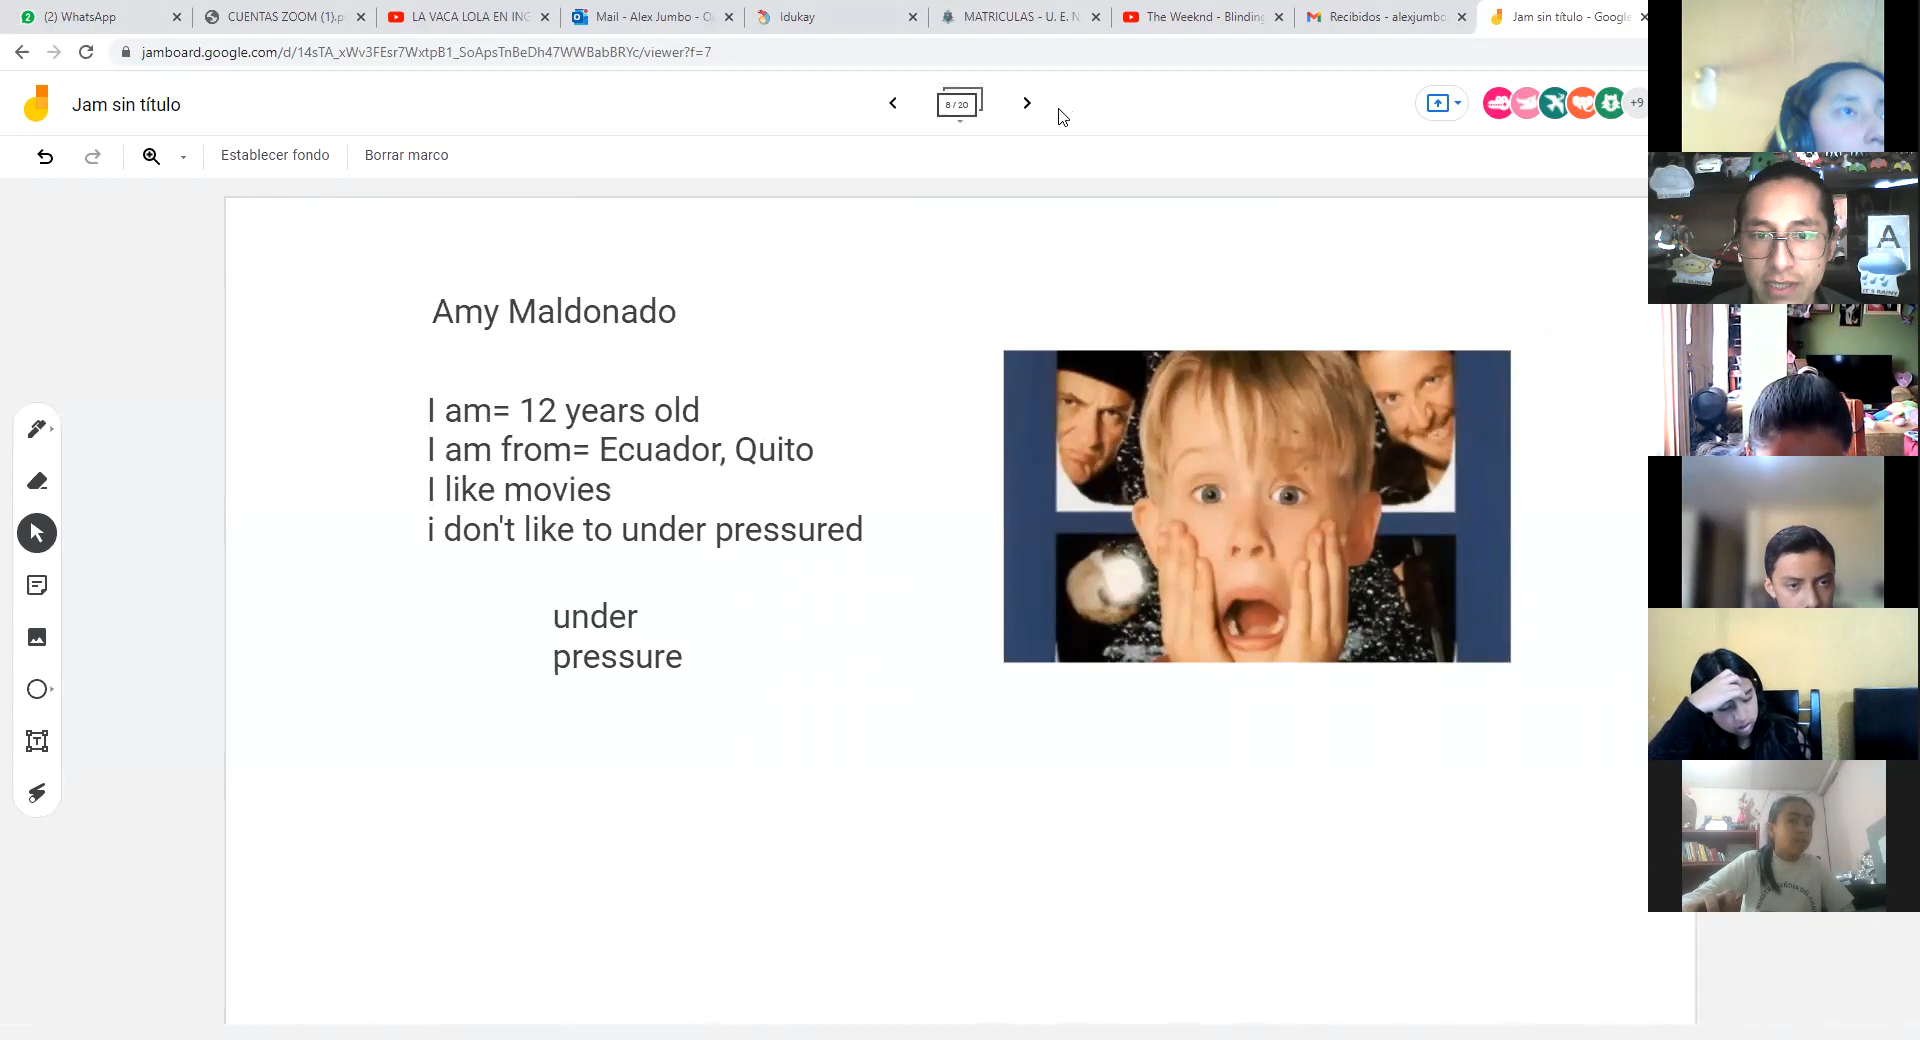 (2) WhatsApp
CUENTAS ZOOM (1).p
LA VACA LOLA EN ING
Mail - Alex Jumbo - O
Idukay
MATRICULAS - U. E. N
The Weeknd - Blinding
Recibidos - alexjumbo
Jam sin título - Google
jamboard.google.com/d/14sTA_xWv3FEsr7WxtpB1_SoApsTnBeDh47WWBabBRYc/viewer?f=7
Jam sin título
8 / 20
+9
Establecer fondo
Borrar marco
Amy Maldonado
I am= 12 years old
I am from= Ecuador, Quito
I like movies
i don't like to under pressured
under
pressure
A
IT'S RAINY